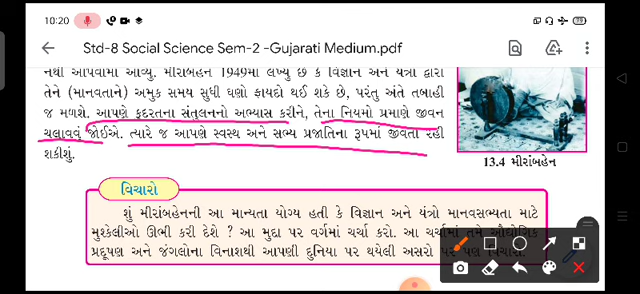 10:20
79
Std-8 Social Science Sem-2 -Gujarati Medium.pdf
નથી આપવામાં આવ્યું. મીરાંબહેને 1949માં લખ્યું છે કે વિજ્ઞાન અને યંત્રો દ્વારા
તેને (માનવતાને) અમુક સમય સુધી ઘણો ફાયદો થઈ શકે છે, પરંતુ અંતે તબાહી
જ મળશે. આપણે કુદરતના સંતુલનનો અભ્યાસ કરીને, તેના નિયમો પ્રમાણે જીવન
ચલાવવું જોઈએ. ત્યારે જ આપણે સ્વસ્થ અને સભ્ય પ્રજાતિના રૂપમાં જીવતા રહી
શકીશું.
13.4 મીરાંબહેન
વિચારો
શું મીરાંબહેનની આ માન્યતા યોગ્ય હતી કે વિજ્ઞાન અને યંત્રો માનવસભ્યતા માટે
મુશ્કેલીઓ ઊભી કરી દેશે ? આ મુદ્દા પર વર્ગમાં ચર્ચા કરો. આ ચર્ચામાં તમે ઔદ્યોગિક
પ્રદૂષણ અને જંગલોના વિનાશથી આપણી દુનિયા પર થયેલી અસરો પર પણ વિચારો.